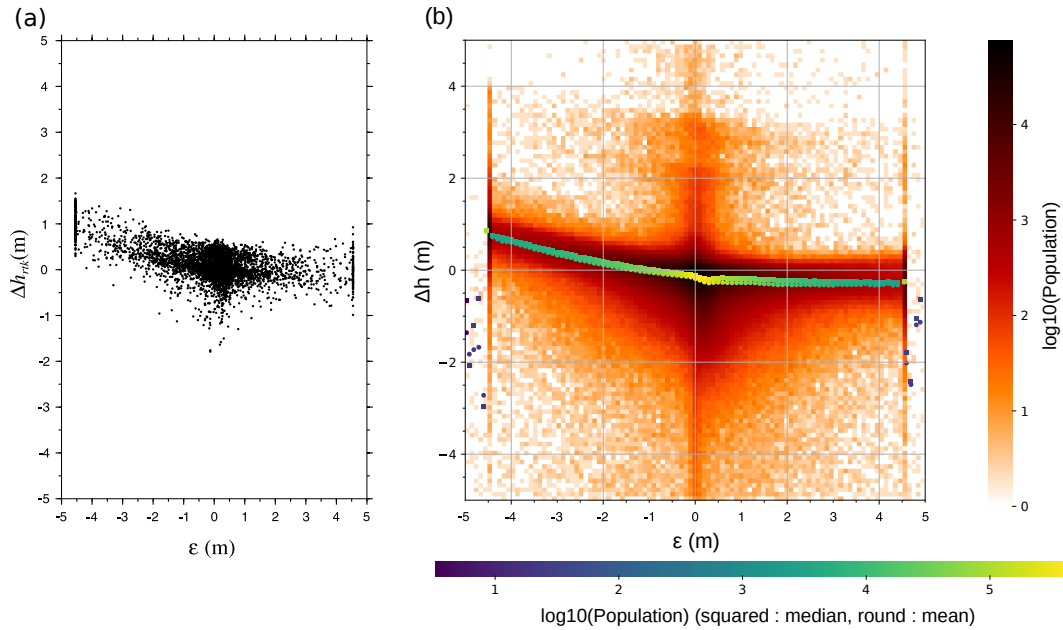 (a)
5
4
3
2
1
0
-1
-2
-3
-4
-5
Δh_rtk(m)
-5 -4 -3 -2 -1 0 1 2 3 4 5
ε (m)
(b)
4
2
0
-2
-4
Δh (m)
-5 -4 -3 -2 -1 0 1 2 3 4 5
ε (m)
4
3
2
1
0
log10(Population)
1 2 3 4 5
log10(Population) (squared : median, round : mean)